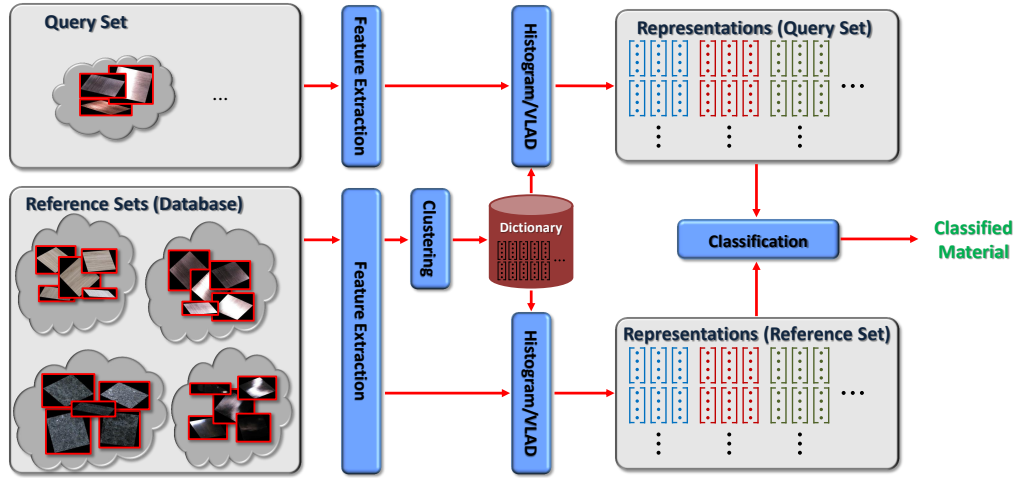 Query Set
...
Feature Extraction
Histogram/VLAD
Representations (Query Set)
...
Reference Sets (Database)
Feature Extraction
Clustering
Dictionary
...
Histogram/VLAD
Classification
Classified
Material
Representations (Reference Set)
...